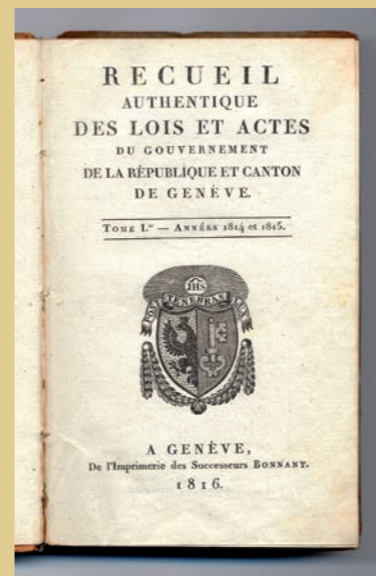 RECUEIL
AUTHENTIQUE
DES LOIS ET ACTES
DU GOUVERNEMENT
DE LA RÉPUBLIQUE ET CANTON
DE GENÈVE.
TOME I.er — ANNÉES 1814 et 1815.
JHS
POST TENEBRAS LUX
A GENÈVE,
De l'Imprimerie des Successeurs BONNANT.
1816.